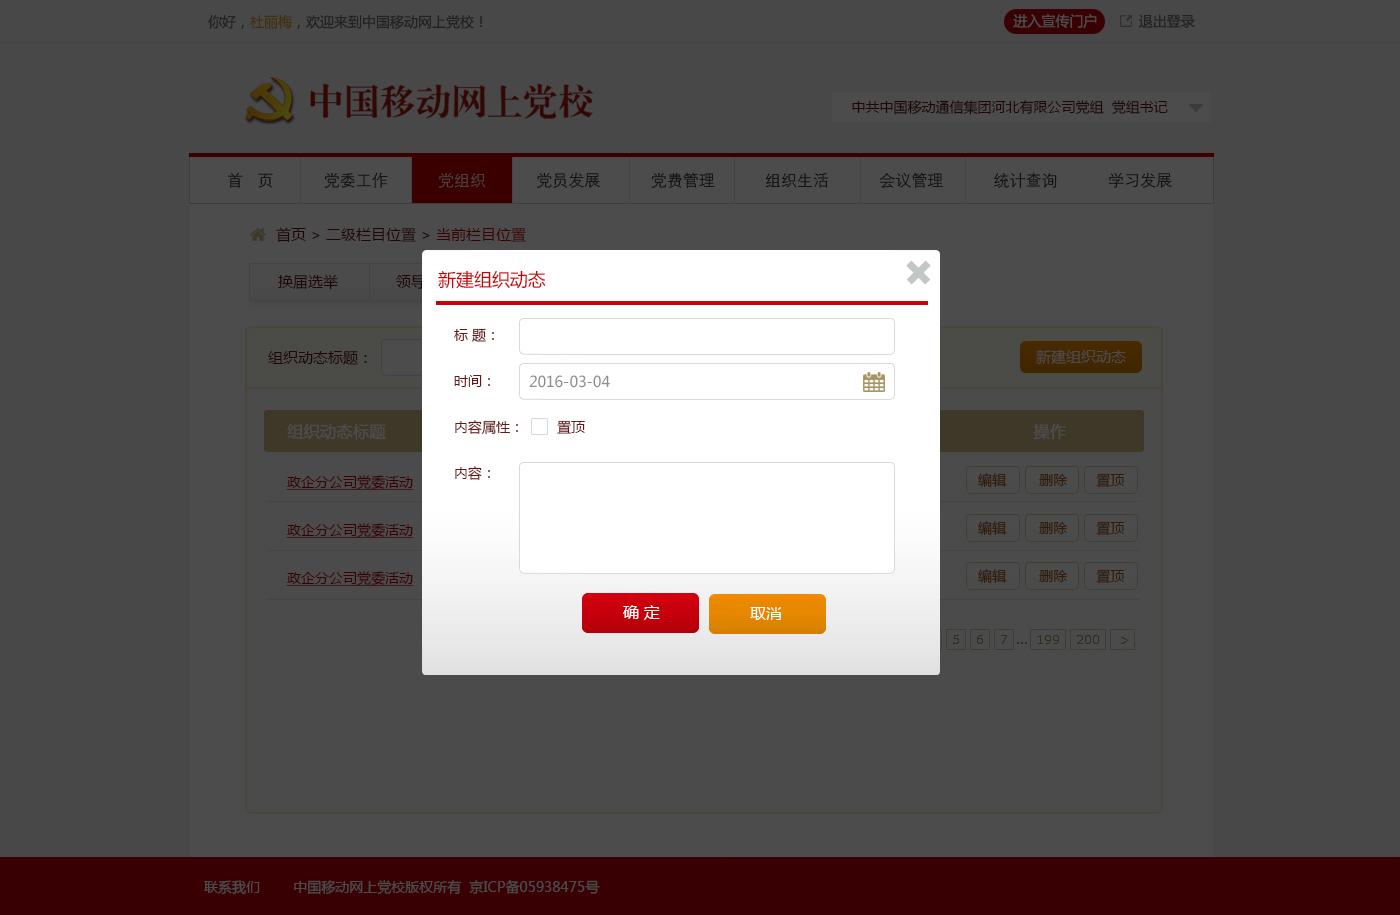 你好，杜丽梅，欢迎来到中国移动网上党校！
进入宣传门户 退出登录
中国移动网上党校
中共中国移动通信集团河北有限公司党组 党组书记
首 页 党委工作 党组织 党员发展 党费管理 组织生活 会议管理 统计查询 学习发展
首页 > 二级栏目位置 > 当前栏目位置
换届选举 领导
组织动态标题：
新建组织动态
组织动态标题 操作
政企分公司党委活动 编辑 删除 置顶
政企分公司党委活动 编辑 删除 置顶
政企分公司党委活动 编辑 删除 置顶
5 6 7 ... 199 200 >
新建组织动态
标 题：
时间： 2016-03-04
内容属性： 置顶
内容：
确 定 取消
联系我们 中国移动网上党校版权所有 京ICP备05938475号